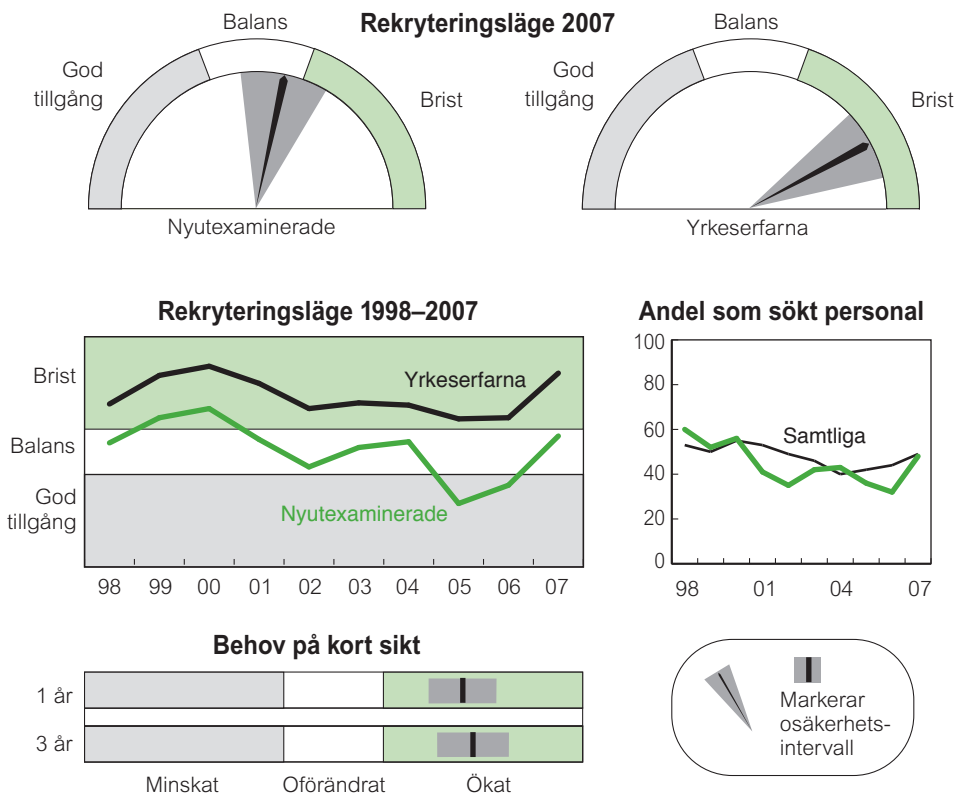 Rekryteringsläge 2007
Balans
God
tillgång
Brist
Nyutexaminerade
Balans
God
tillgång
Brist
Yrkeserfarna
Rekryteringsläge 1998–2007
Brist
Balans
God
tillgång
Yrkeserfarna
Nyutexaminerade
98 99 00 01 02 03 04 05 06 07
Andel som sökt personal
100
80
60
40
20
0
Samtliga
98 01 04 07
Behov på kort sikt
1 år
3 år
Minskat Oförändrat Ökat
Markerar
osäkerhets-
intervall